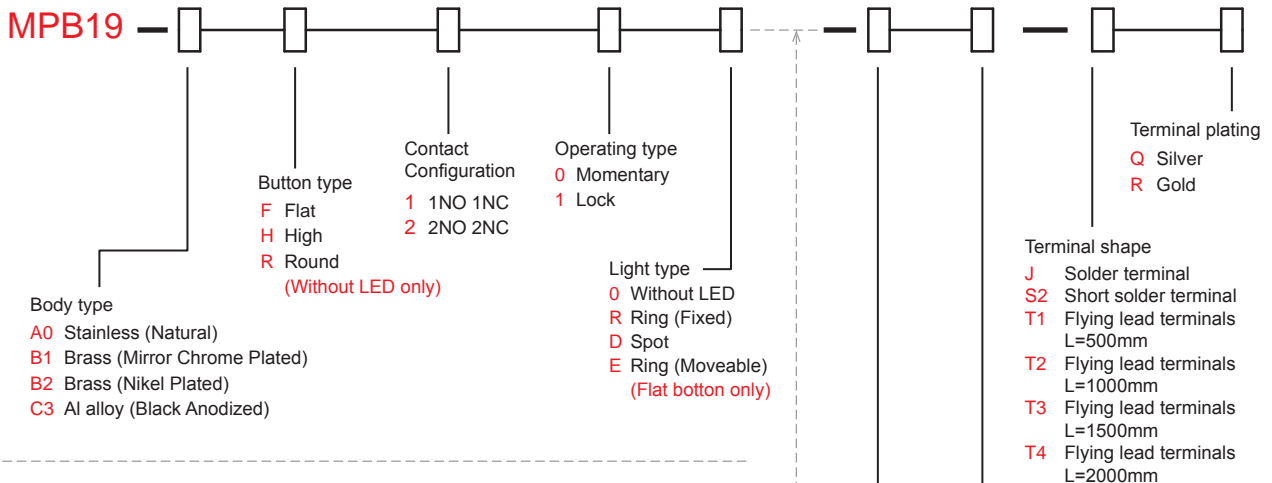 MPB19
Body type
A0 Stainless (Natural)
B1 Brass (Mirror Chrome Plated)
B2 Brass (Nikel Plated)
C3 Al alloy (Black Anodized)
Button type
F Flat
H High
R Round
(Without LED only)
Contact
Configuration
1 1NO 1NC
2 2NO 2NC
Operating type
0 Momentary
1 Lock
Light type
0 Without LED
R Ring (Fixed)
D Spot
E Ring (Moveable)
(Flat botton only)
Terminal shape
J Solder terminal
S2 Short solder terminal
T1 Flying lead terminals
L=500mm
T2 Flying lead terminals
L=1000mm
T3 Flying lead terminals
L=1500mm
T4 Flying lead terminals
L=2000mm
Terminal plating
Q Silver
R Gold